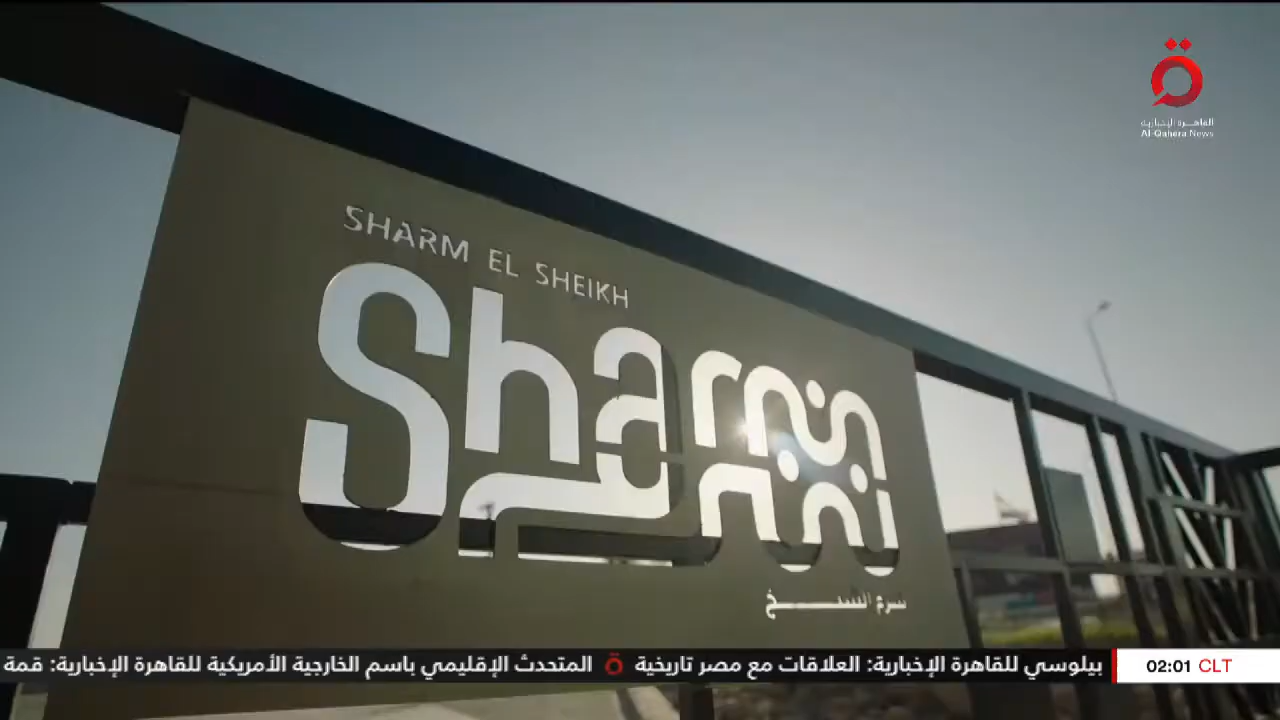 القاهرة الإخبارية
Al-Qahera News
SHARM EL SHEIKH
Sharm
شرم الشيخ
بيلوسي للقاهرة الإخبارية: العلاقات مع مصر تاريخية
المتحدث الإقليمي باسم الخارجية الأمريكية للقاهرة الإخبارية: قمة
02:01 CLT